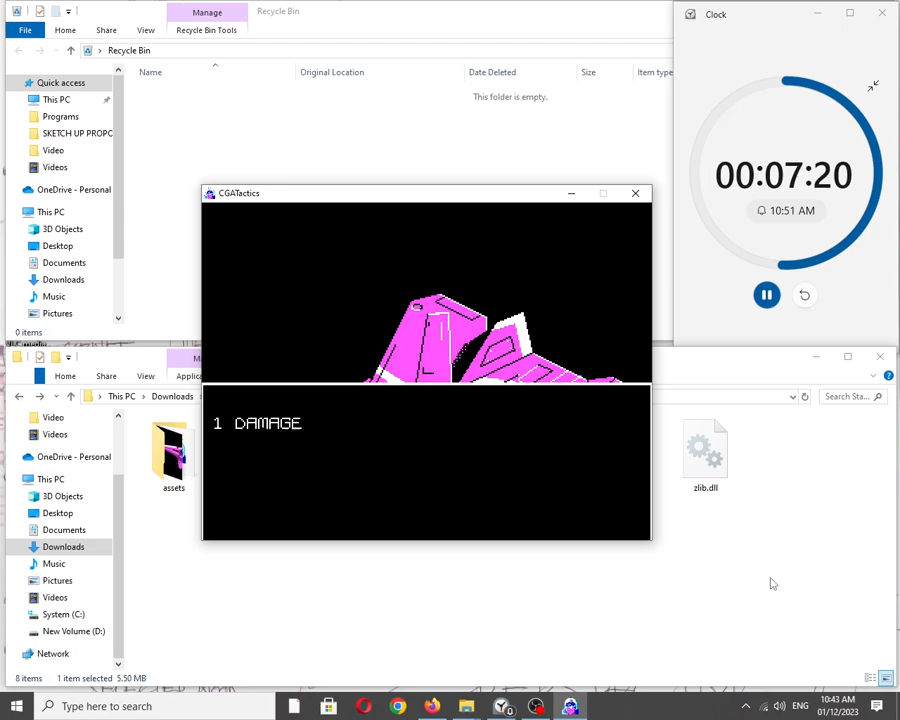 Manage
Recycle Bin
File
Home
Share
View
Recycle Bin Tools
Recycle Bin
Name
Original Location
Date Deleted
Size
Item type
This folder is empty.
Quick access
This PC
Programs
SKETCH UP PROPC
Video
Videos
OneDrive - Personal
This PC
3D Objects
Desktop
Documents
Downloads
Music
Pictures
0 items
Clock
00:07:20
10:51 AM
CGATactics
1 DAMAGE
Home
Share
View
Applic
This PC
Downloads
Search Sta...
Video
Videos
OneDrive - Personal
This PC
3D Objects
Desktop
Documents
Downloads
Music
Pictures
Videos
System (C:)
New Volume (D:)
Network
assets
zlib.dll
8 items
1 item selected
5.50 MB
Type here to search
ENG
10:43 AM
01/12/2023